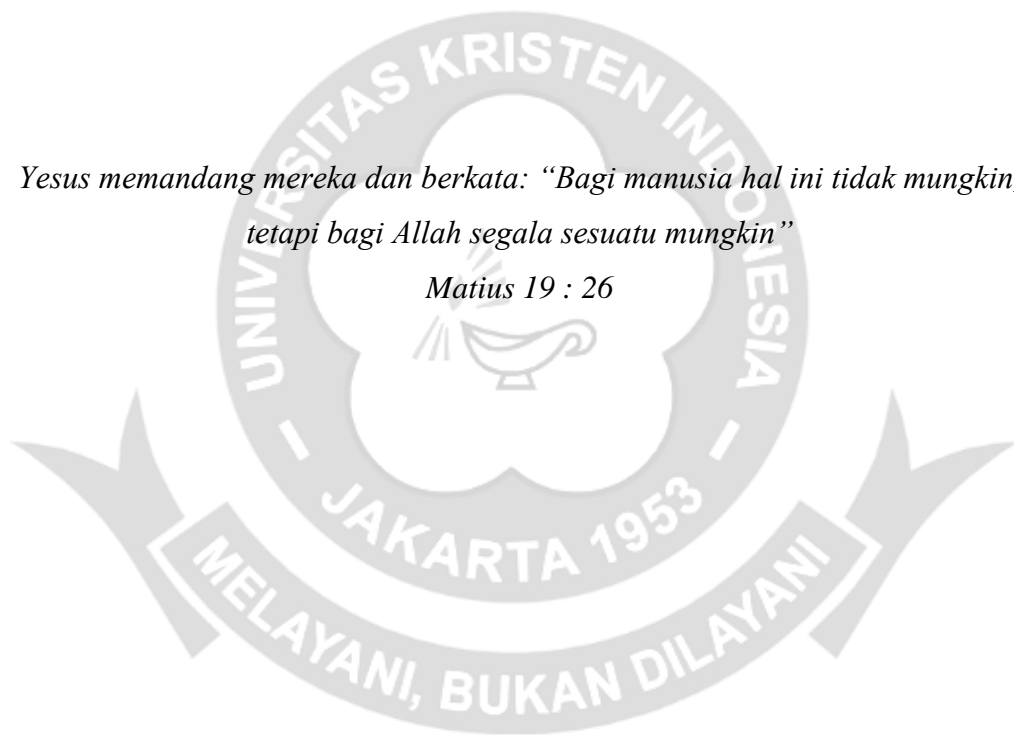 UNIVERSITAS KRISTEN INDONESIA
Yesus memandang mereka dan berkata: “Bagi manusia hal ini tidak mungkin,
tetapi bagi Allah segala sesuatu mungkin”
Matius 19 : 26
JAKARTA 1953
MELAYANI, BUKAN DILAYANI